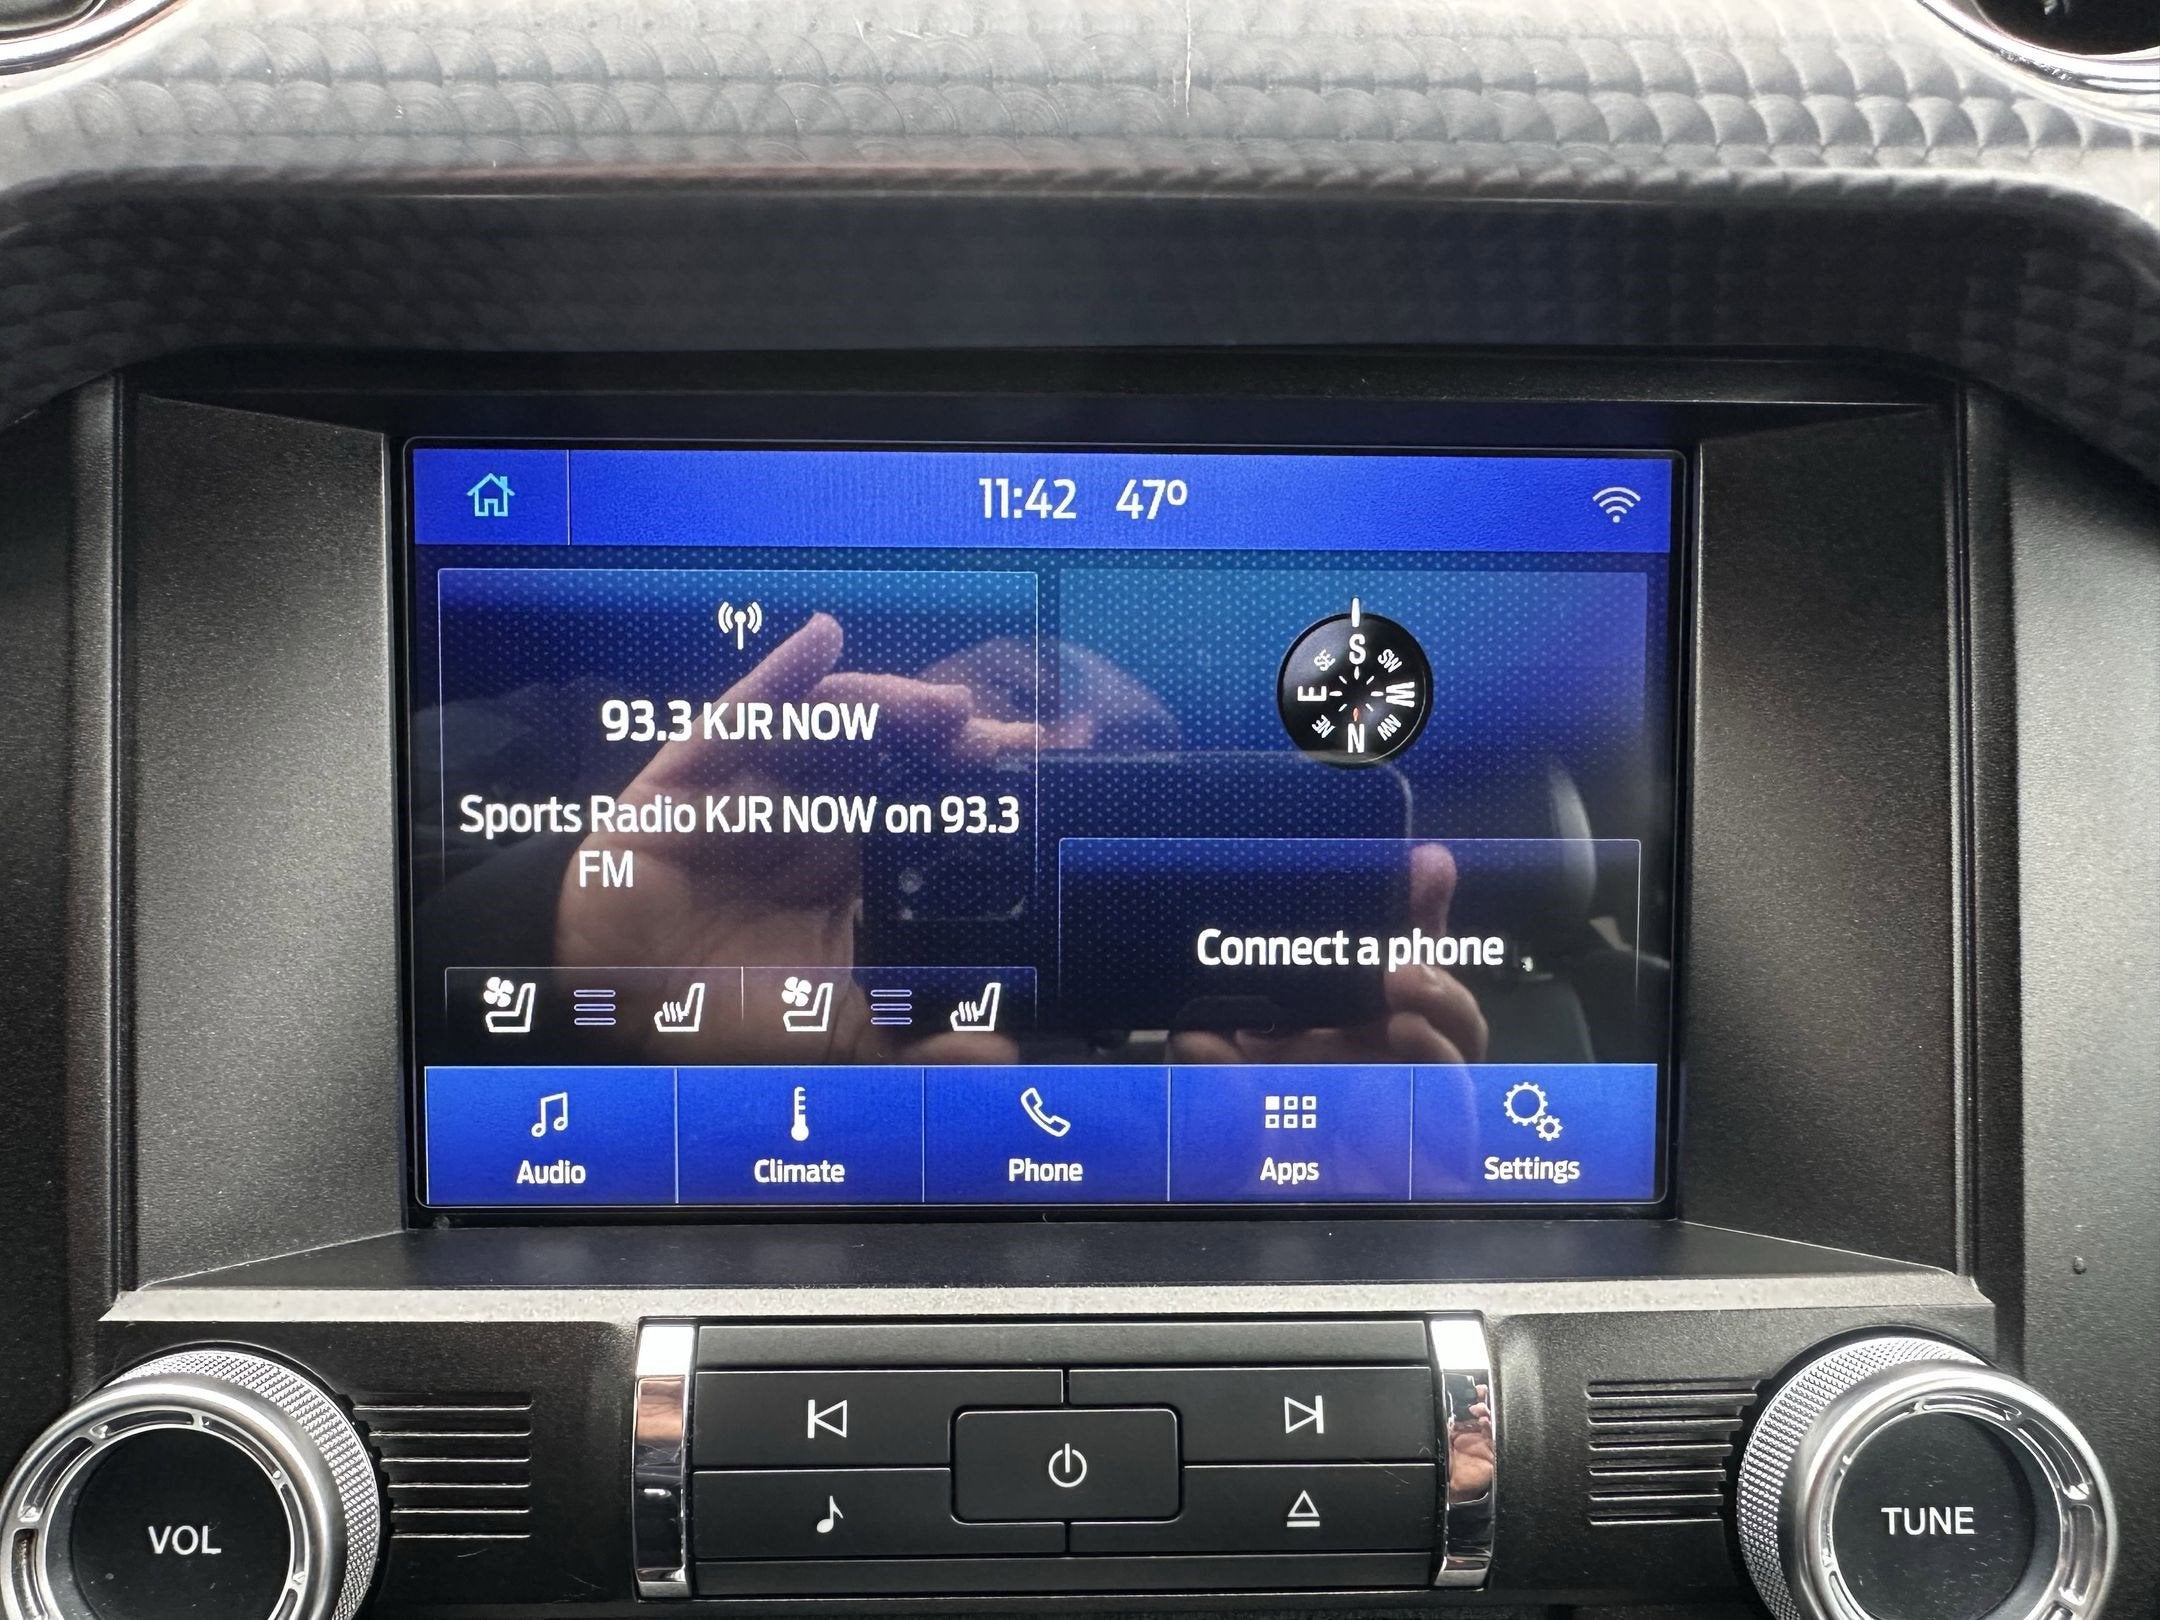 11:42 47º
93.3 KJR NOW
Sports Radio KJR NOW on 93.3
FM
S
SE
SW
E
W
NE
NW
N
Connect a phone
Audio
Climate
Phone
Apps
Settings
VOL
TUNE